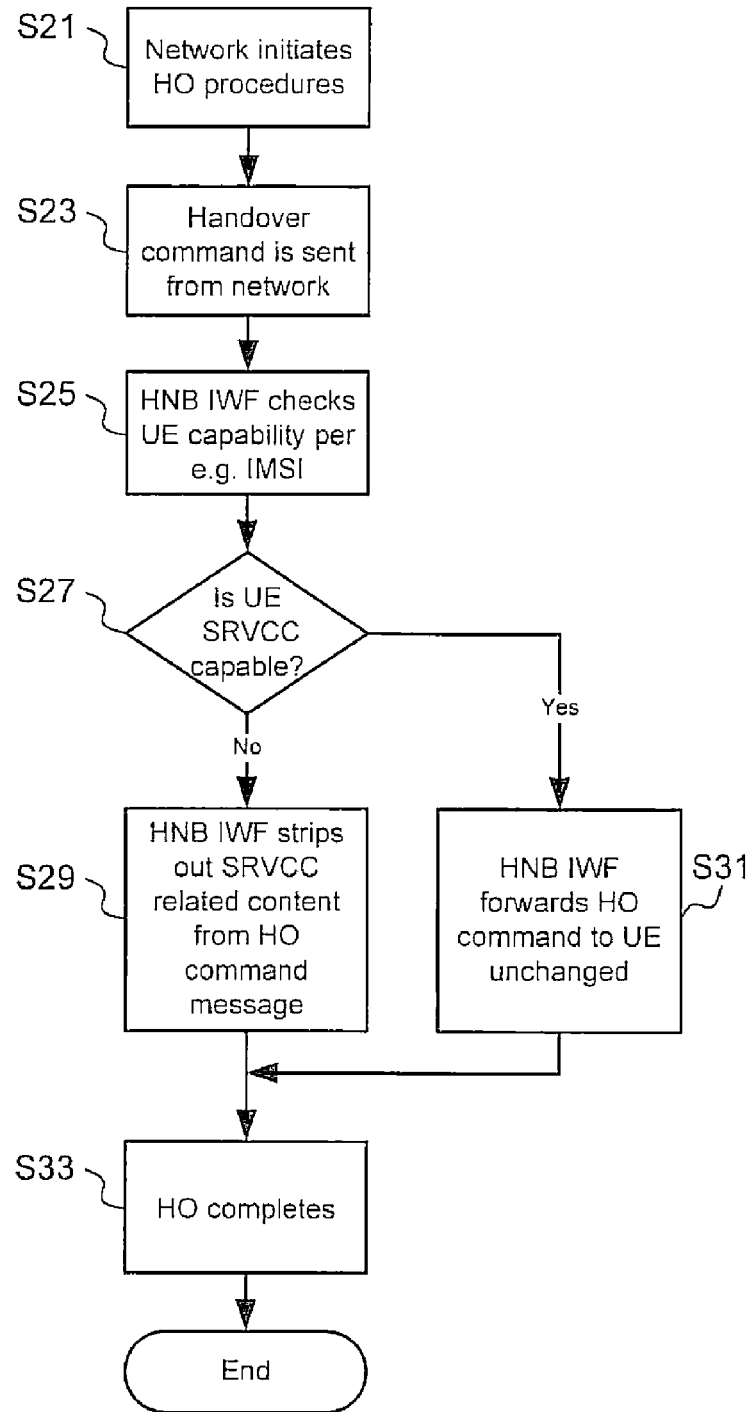 S21
Network initiates
HO procedures
S23
Handover
command is sent
from network
S25
HNB IWF checks
UE capability per
e.g. IMSI
S27
Is UE
SRVCC
capable?
Yes
No
S29
HNB IWF strips
out SRVCC
related content
from HO
command
message
S31
HNB IWF
forwards HO
command to UE
unchanged
S33
HO completes
End